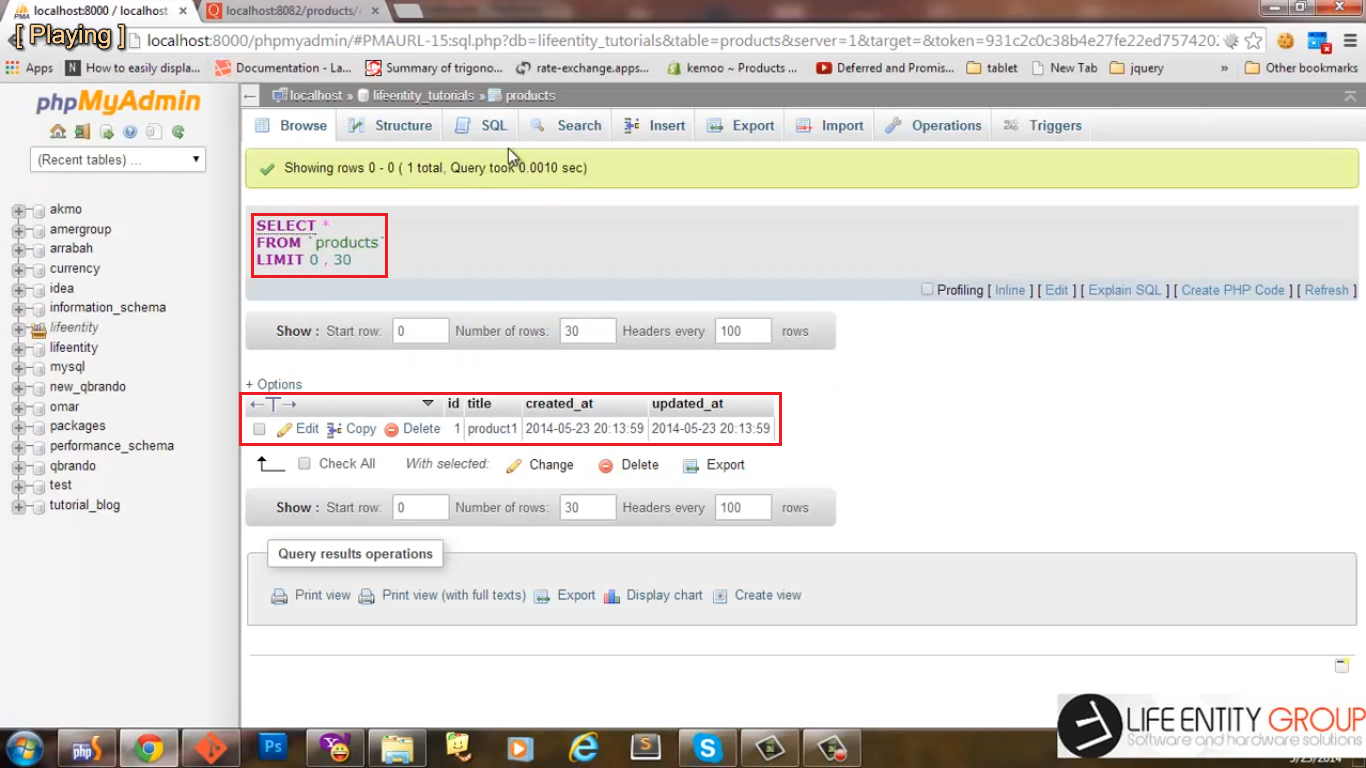 localhost:8000 / localhost
localhost:8082/products/
[ Playing ]
localhost:8000/phpmyadmin/#PMAURL-15:sql.php?db=lifeentity_tutorials&table=products&server=1&target=&token=931c2c0c38b4e27fe22ed757420
Apps
How to easily displa...
Documentation - La...
Summary of trigono...
rate-exchange.apps...
kenoo ~ Products ...
Deferred and Promis...
tablet
New Tab
jquery
»
Other bookmarks
phpMyAdmin
(Recent tables) ...
akmo
amergroup
arrabah
currency
idea
information_schema
lifeentity
lifeentity
mysql
new_qbrando
omar
packages
performance_schema
qbrando
test
tutorial_blog
localhost » lifeentity_tutorials » products
Browse Structure SQL Search Insert Export Import Operations Triggers
Showing rows 0 - 0 ( 1 total, Query took 0.0010 sec)
SELECT *
FROM `products`
LIMIT 0 , 30
Profiling [ Inline ] [ Edit ] [ Explain SQL ] [ Create PHP Code ] [ Refresh ]
Show : Start row: 0 Number of rows: 30 Headers every 100 rows
+ Options
←T→ id title created_at updated_at
Edit Copy Delete 1 product1 2014-05-23 20:13:59 2014-05-23 20:13:59
Check All With selected: Change Delete Export
Show : Start row: 0 Number of rows: 30 Headers every 100 rows
Query results operations
Print view Print view (with full texts) Export Display chart Create view
LIFE ENTITY GROUP
Software and hardware solutions
php
Ps
S
S